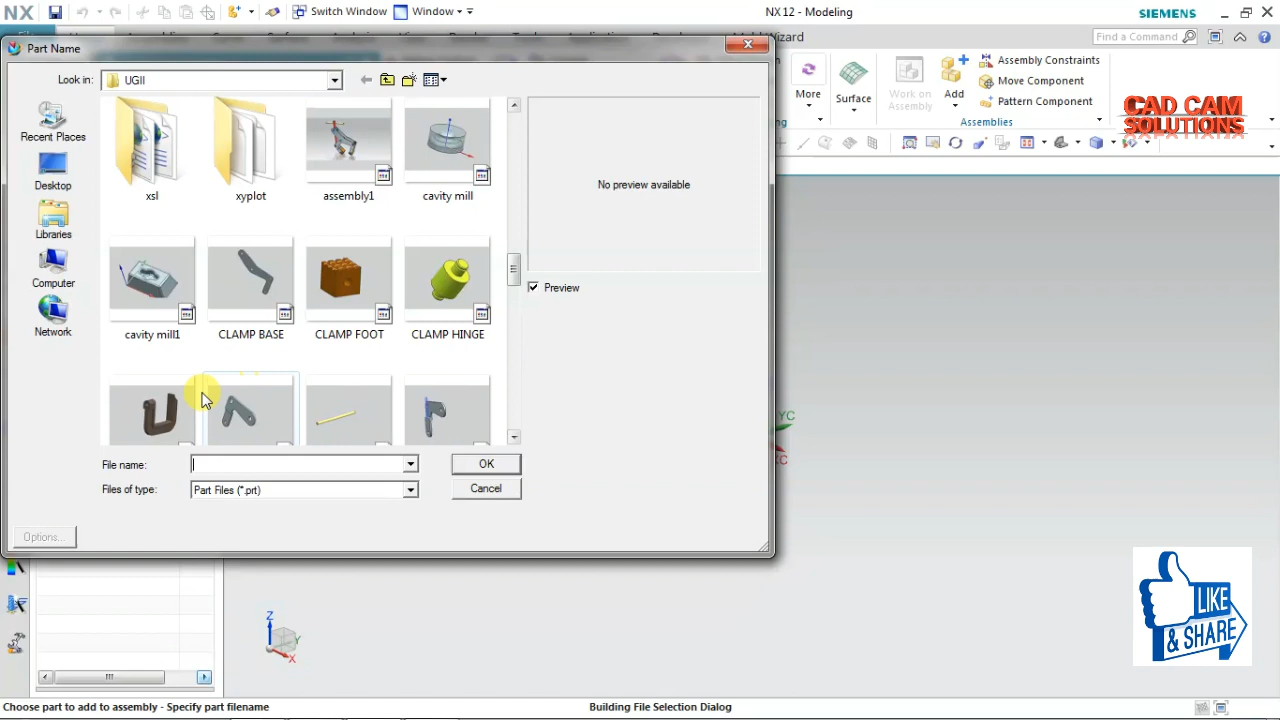 NX
Switch Window
Window
NX 12 - Modeling
SIEMENS
Part Name
Wizard
Find a Command
Look in:
UGII
Recent Places
Desktop
Libraries
Computer
Network
xsl
xyplot
assembly1
cavity mill
cavity mill1
CLAMP BASE
CLAMP FOOT
CLAMP HINGE
No preview available
Preview
File name:
OK
Files of type:
Part Files (*.prt)
Cancel
Options...
More
Surface
Work on
Assembly
Add
Assembly Constraints
Move Component
Pattern Component
Assemblies
CAD CAM
SOLUTIONS
YC
Z
Y
X
LIKE
& SHARE
Choose part to add to assembly - Specify part filename
Building File Selection Dialog